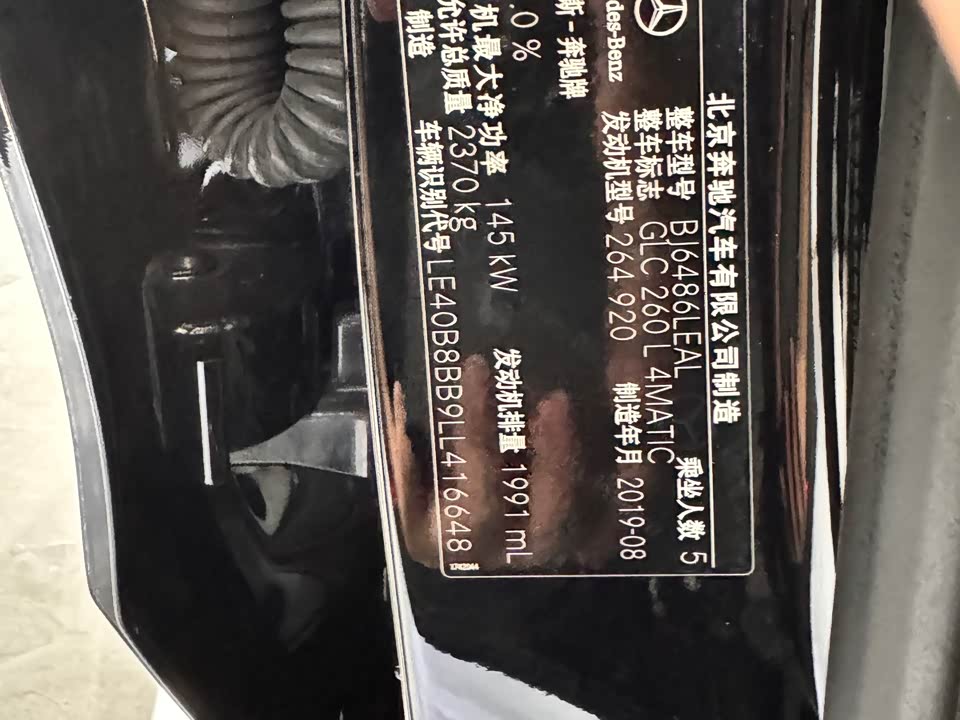 北京奔驰汽车有限公司制造
整车型号 BJ6486LEAL 乘坐人数 5
整车标志 GLC 260 L 4MATIC
发动机型号 264 920 制造年月 2019-08
des-Benz
斯-奔驰牌
.0 %
机最大净功率 145 kW 发动机排量 1991 mL
允许总质量 2370 kg
制造 车辆识别代号 LE40B8BB9LL416648